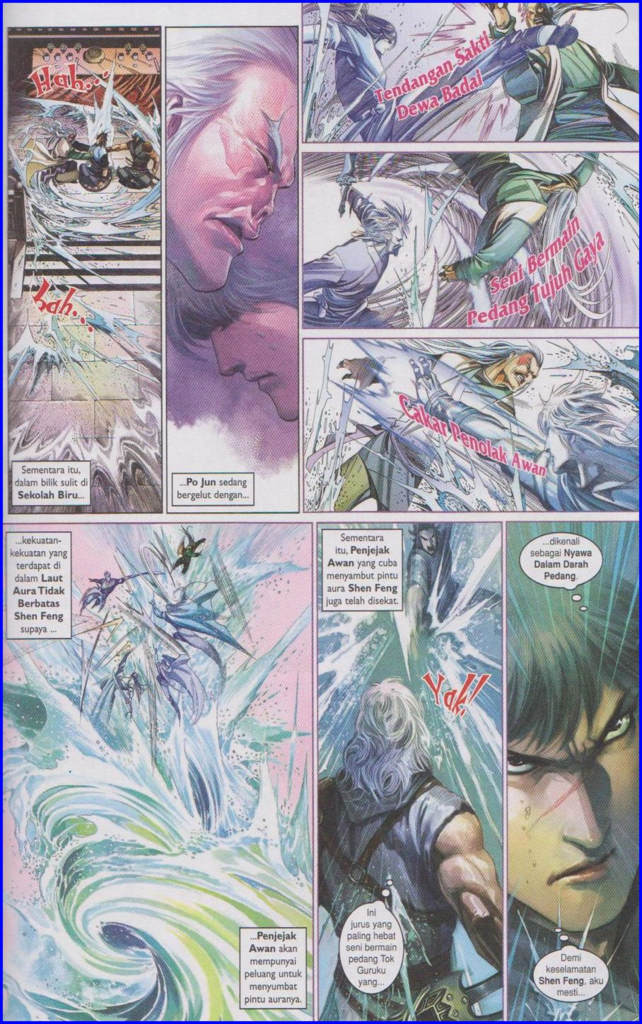 Hah...
hah...
Sementara itu,
dalam bilik sulit di
Sekolah Biru...
...Po Jun sedang
bergelut dengan...
Tendangan Sakti
Dewa Badai
Seni Bermain
Pedang Tujuh Gaya
Cakar Penolak Awan
...kekuatan-
kekuatan yang
terdapat di
dalam Laut
Aura Tidak
Berbatas
Shen Feng
supaya ...
...Penjejak
Awan akan
mempunyai
peluang untuk
menyumbat
pintu auranya.
Sementara
itu, Penjejak
Awan yang cuba
menyambut pintu
aura Shen Feng
juga telah disekat.
Yak!
Ini
jurus yang
paling hebat
seni bermain
pedang Tok
Guruku
yang...
...dikenali
sebagai Nyawa
Dalam Darah
Pedang.
Demi
keselamatan
Shen Feng, aku
mesti...